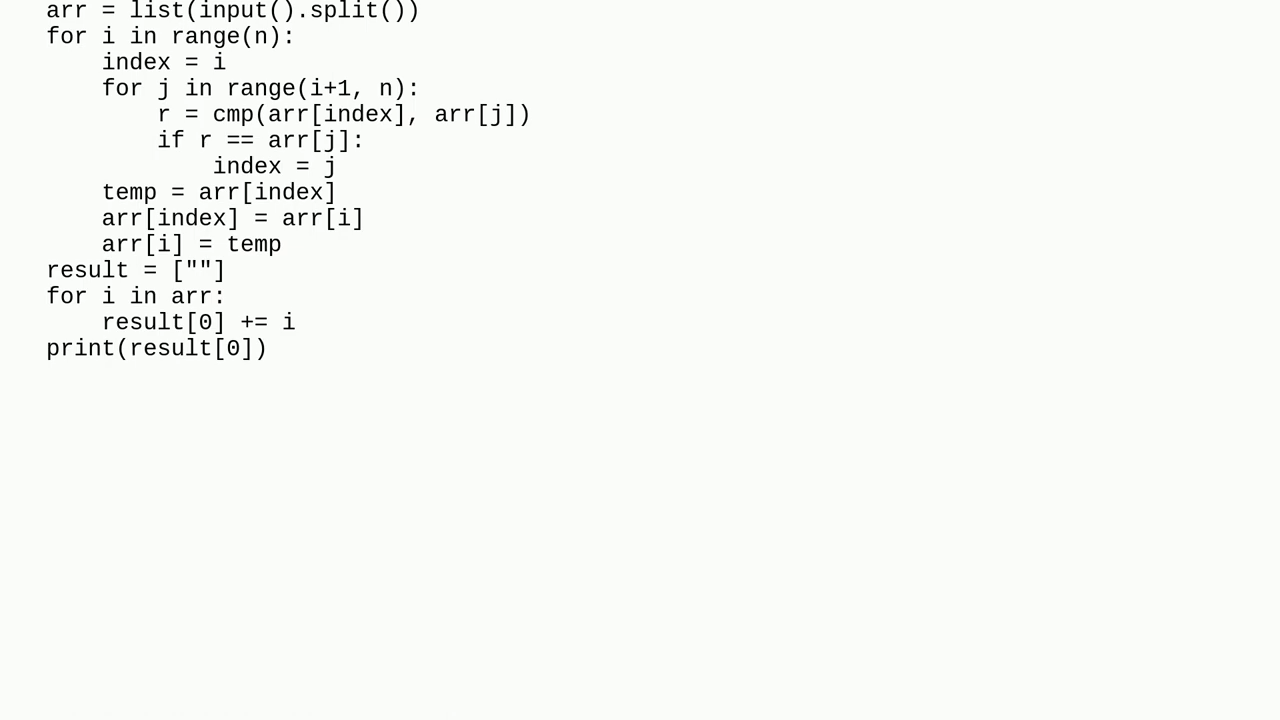 arr = list(input().split())
for i in range(n):
    index = i
    for j in range(i+1, n):
        r = cmp(arr[index], arr[j])
        if r == arr[j]:
            index = j
    temp = arr[index]
    arr[index] = arr[i]
    arr[i] = temp
result = [""]
for i in arr:
    result[0] += i
print(result[0])